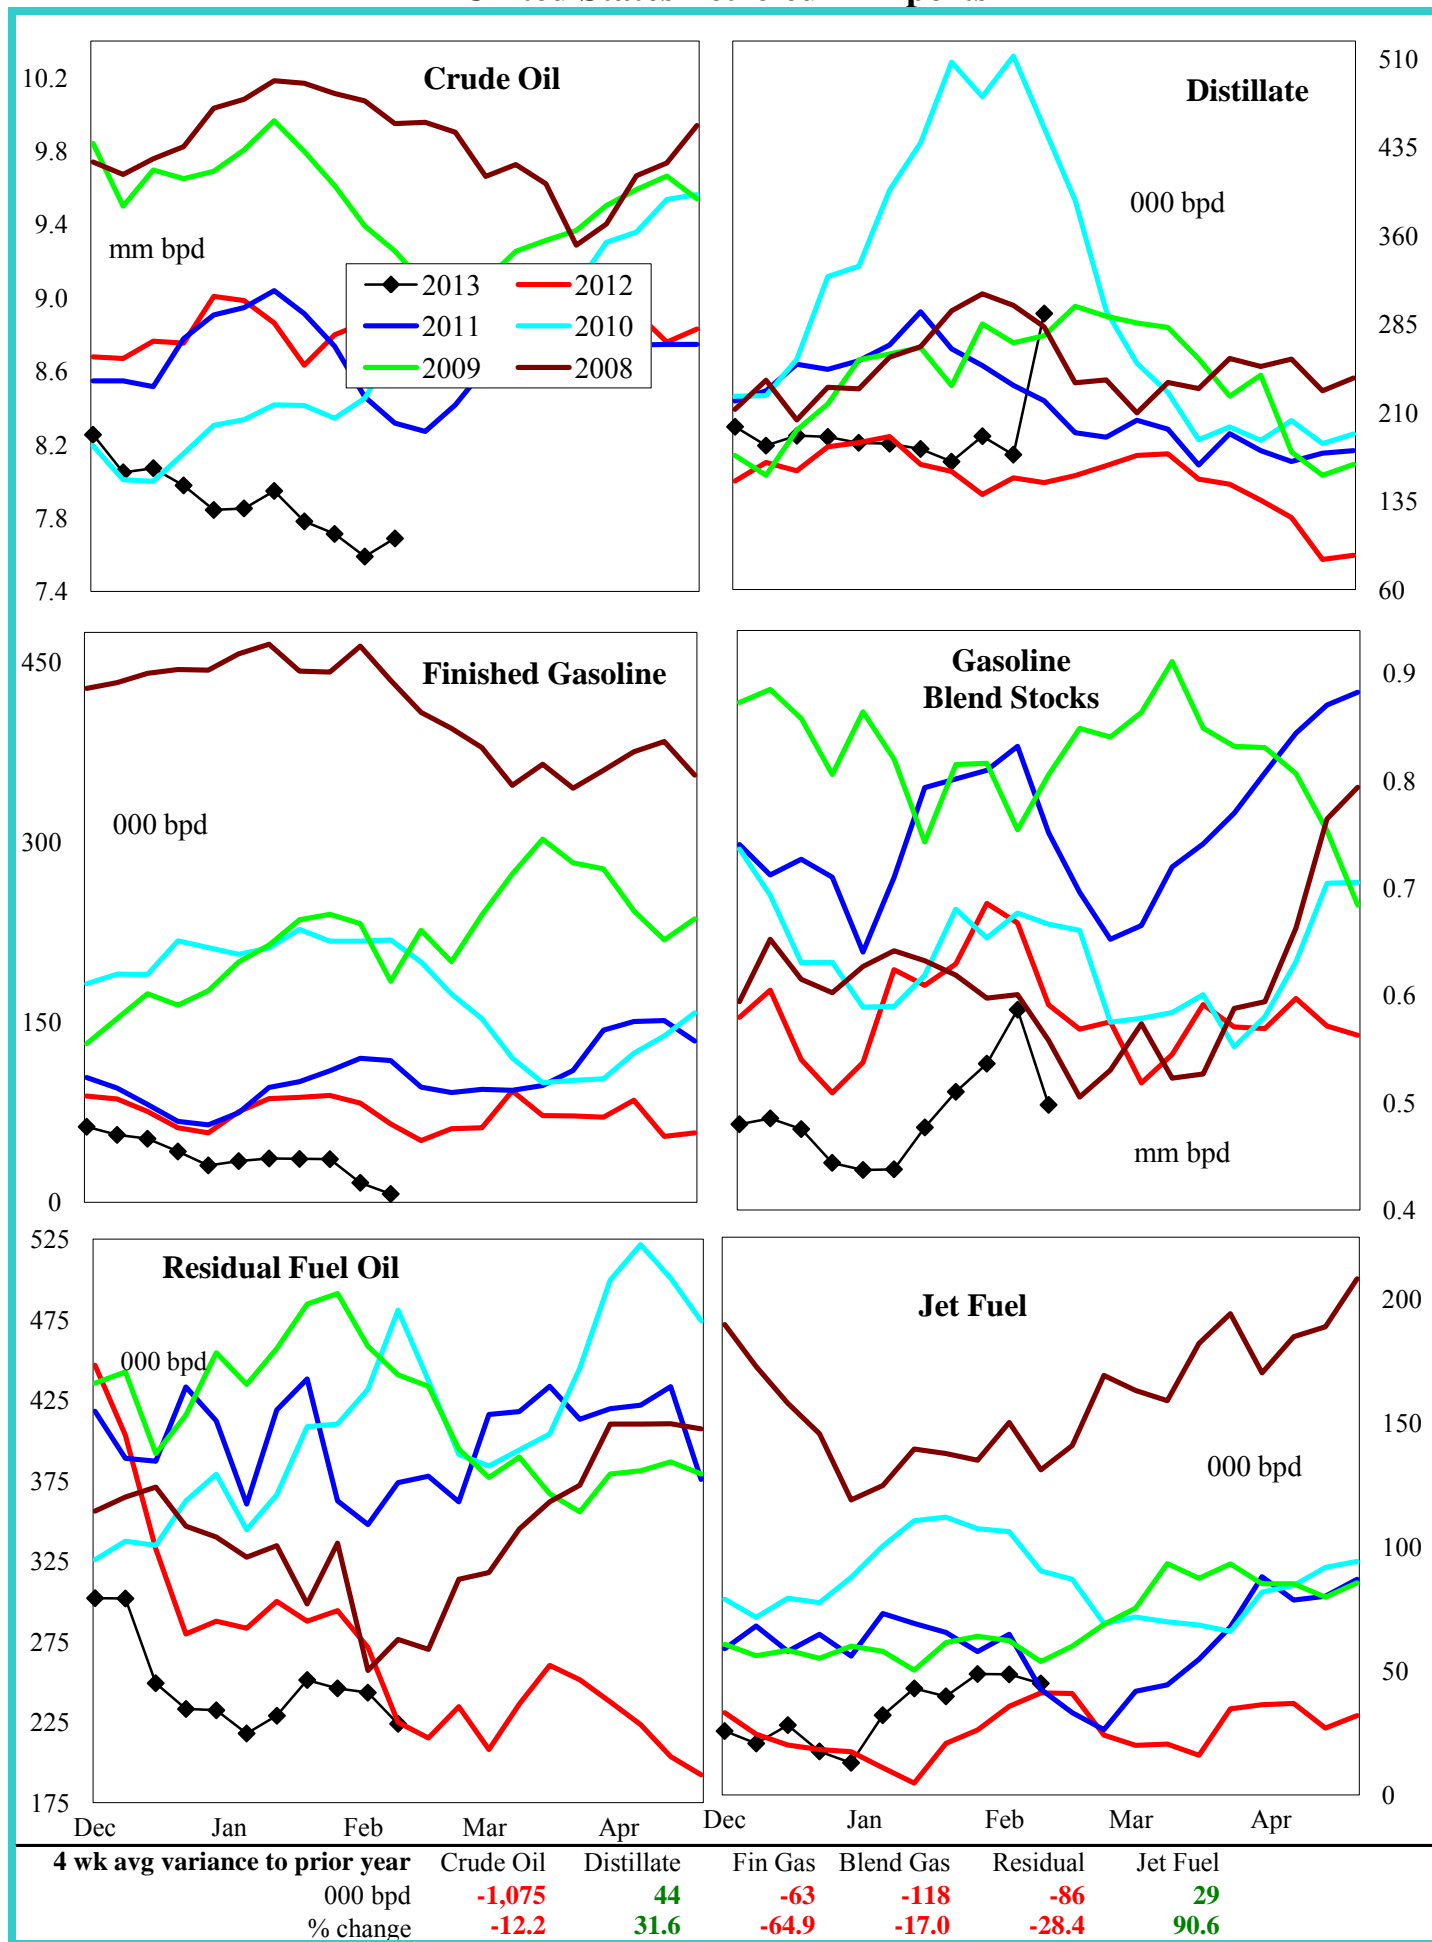 Crude Oil
10.2
9.8
9.4
9.0
8.6
8.2
7.8
7.4
mm bpd
2013 2012
2011 2010
2009 2008
Distillate
000 bpd
510
435
360
285
210
135
60
Finished Gasoline
450
300
150
0
000 bpd
Gasoline
Blend Stocks
0.9
0.8
0.7
0.6
0.5
0.4
mm bpd
Residual Fuel Oil
525
475
425
375
325
275
225
175
000 bpd
Dec Jan Feb Mar Apr
Jet Fuel
200
150
100
50
0
000 bpd
Dec Jan Feb Mar Apr
4 wk avg variance to prior year Crude Oil Distillate Fin Gas Blend Gas Residual Jet Fuel
000 bpd -1,075 44 -63 -118 -86 29
% change -12.2 31.6 -64.9 -17.0 -28.4 90.6